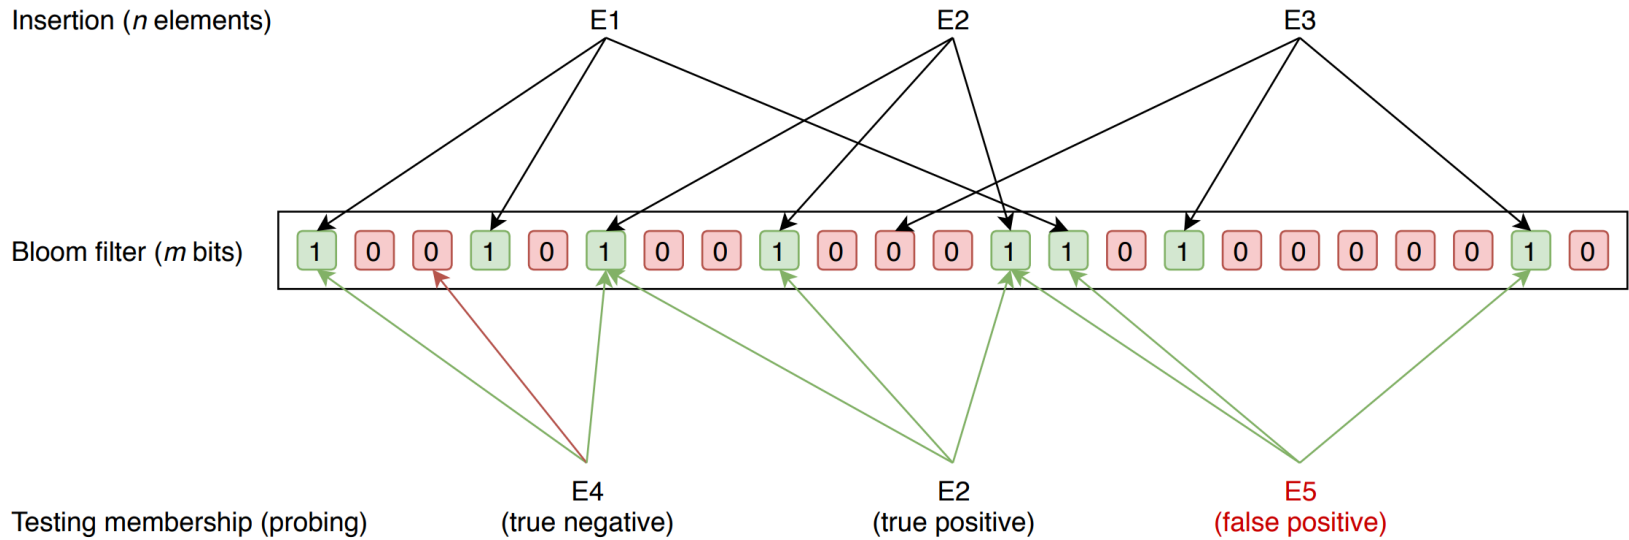 Insertion (n elements) E1 E2 E3
Bloom filter (m bits) 1 0 0 1 0 1 0 0 1 0 0 0 1 1 0 1 0 0 0 0 0 1 0
E4 E2 E5
Testing membership (probing) (true negative) (true positive) (false positive)